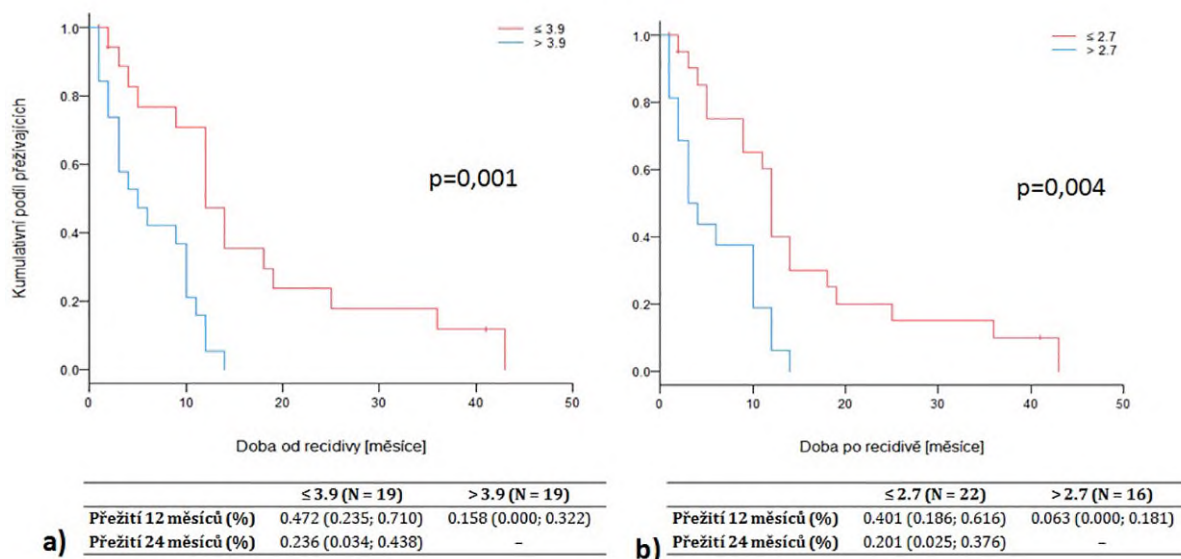 1.0
0.8
0.6
0.4
0.2
0.0
0
10
20
30
40
50
≤ 3.9
> 3.9
p=0,001
Kumulativní podíl přeživajících
Doba od recidivy [měsíce]
≤ 3.9 (N = 19) > 3.9 (N = 19)
Přežití 12 měsíců (%) 0.472 (0.235; 0.710) 0.158 (0.000; 0.322)
Přežití 24 měsíců (%) 0.236 (0.034; 0.438) –
a)
1.0
0.8
0.6
0.4
0.2
0.0
0
10
20
30
40
50
≤ 2.7
> 2.7
p=0,004
Doba po recidivě [měsíce]
≤ 2.7 (N = 22) > 2.7 (N = 16)
Přežití 12 měsíců (%) 0.401 (0.186; 0.616) 0.063 (0.000; 0.181)
Přežití 24 měsíců (%) 0.201 (0.025; 0.376) –
b)